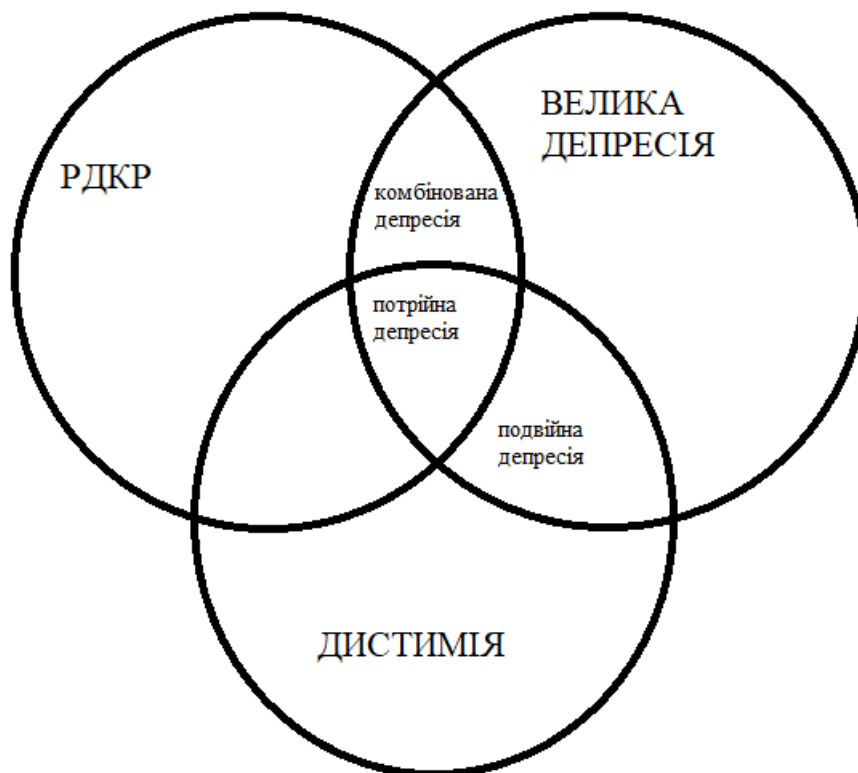 ВЕЛИКА
ДЕПРЕСІЯ
РДКР
комбінована
депресія
потрійна
депресія
подвійна
депресія
ДИСТИМІЯ